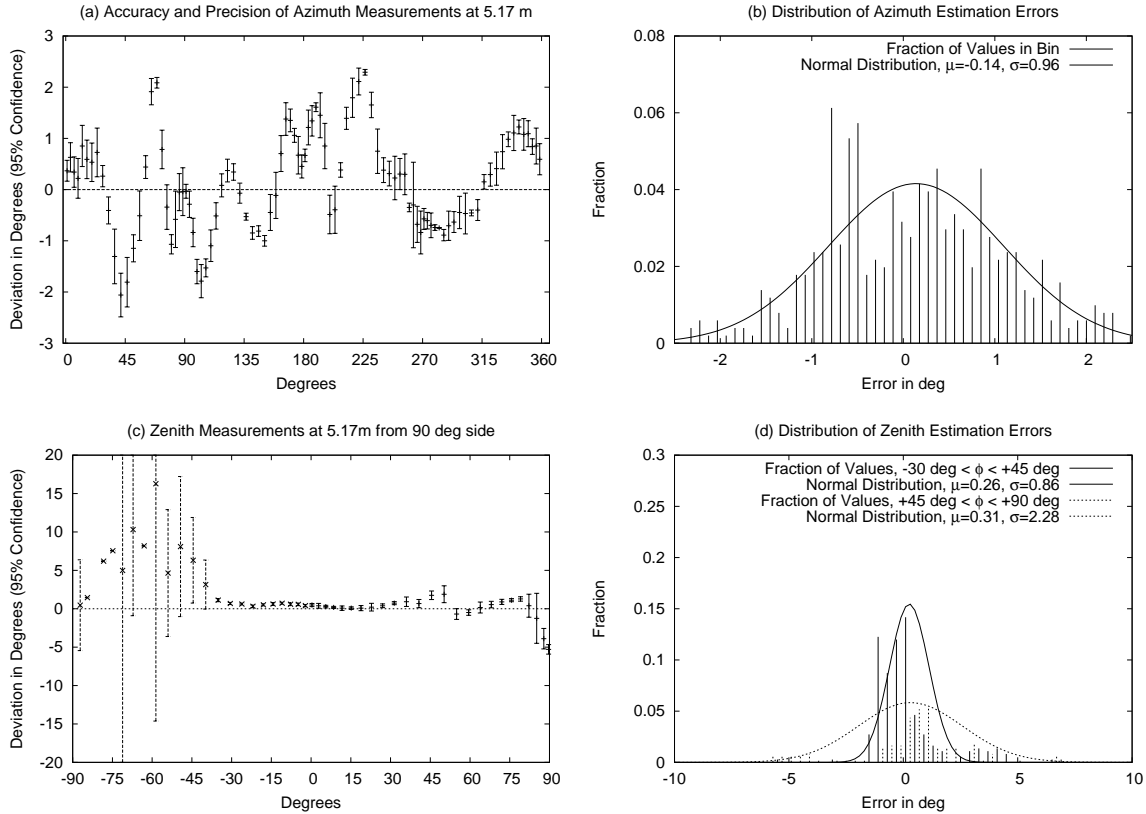 (a) Accuracy and Precision of Azimuth Measurements at 5.17 m
Deviation in Degrees (95% Confidence)
3
2
1
0
-1
-2
-3
0 45 90 135 180 225 270 315 360
Degrees
(b) Distribution of Azimuth Estimation Errors
Fraction of Values in Bin
Normal Distribution, μ=-0.14, σ=0.96
Fraction
0.08
0.06
0.04
0.02
0
-2 -1 0 1 2
Error in deg
(c) Zenith Measurements at 5.17m from 90 deg side
Deviation in Degrees (95% Confidence)
20
15
10
5
0
-5
-10
-15
-20
-90 -75 -60 -45 -30 -15 0 15 30 45 60 75 90
Degrees
(d) Distribution of Zenith Estimation Errors
Fraction of Values, -30 deg < ϕ < +45 deg
Normal Distribution, μ=0.26, σ=0.86
Fraction of Values, +45 deg < ϕ < +90 deg
Normal Distribution, μ=0.31, σ=2.28
Fraction
0.3
0.25
0.2
0.15
0.1
0.05
0
-10 -5 0 5 10
Error in deg